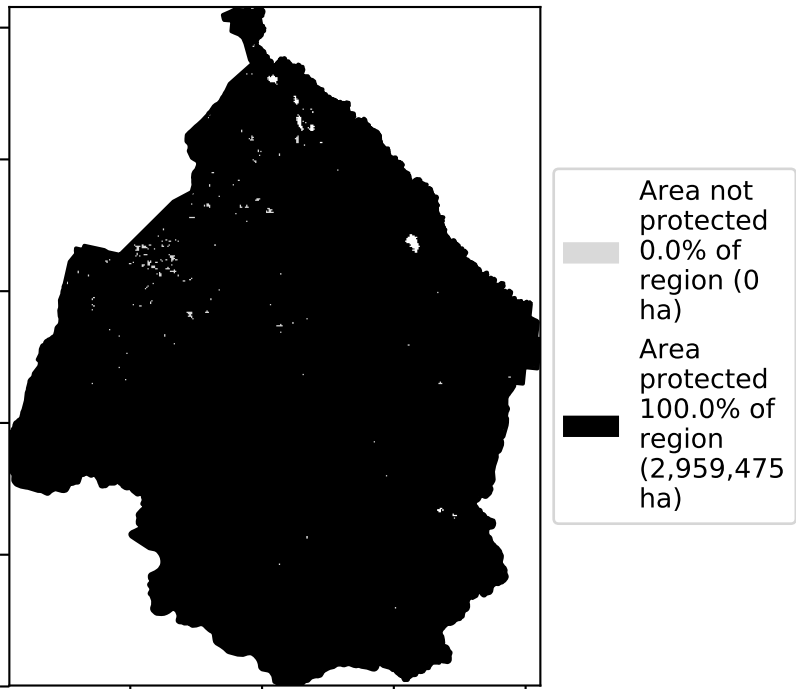 Area not
protected
0.0% of
region (0
ha)
Area
protected
100.0% of
region
(2,959,475
ha)